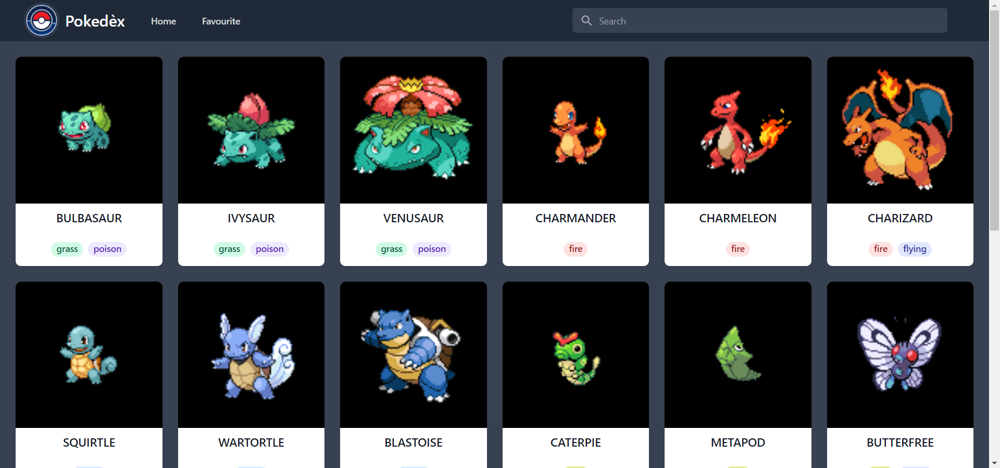 Pokedèx
Home
Favourite
Search
BULBASAUR
grass poison
IVYSAUR
grass poison
VENUSAUR
grass poison
CHARMANDER
fire
CHARMELEON
fire
CHARIZARD
fire flying
SQUIRTLE
WARTORTLE
BLASTOISE
CATERPIE
METAPOD
BUTTERFREE